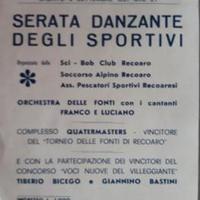 SERATA DANZANTE
DEGLI SPORTIVI
Organizzata dallo Sci - Bob Club Recoaro
Soccorso Alpino Recoaro
Ass. Pescatori Sportivi Recoaresi
ORCHESTRA DELLE FONTI con i cantanti
FRANCO E LUCIANO
COMPLESSO QUATERMASTERS - VINCITORE
DEL "TORNEO DELLE FONTI DI RECOARO"
E CON LA PARTECIPAZIONE DEI VINCITORI DEL
CONCORSO "VOCI NUOVE DEL VILLEGGIANTE"
TIBERIO BICEGO e GIANNINO BASTINI